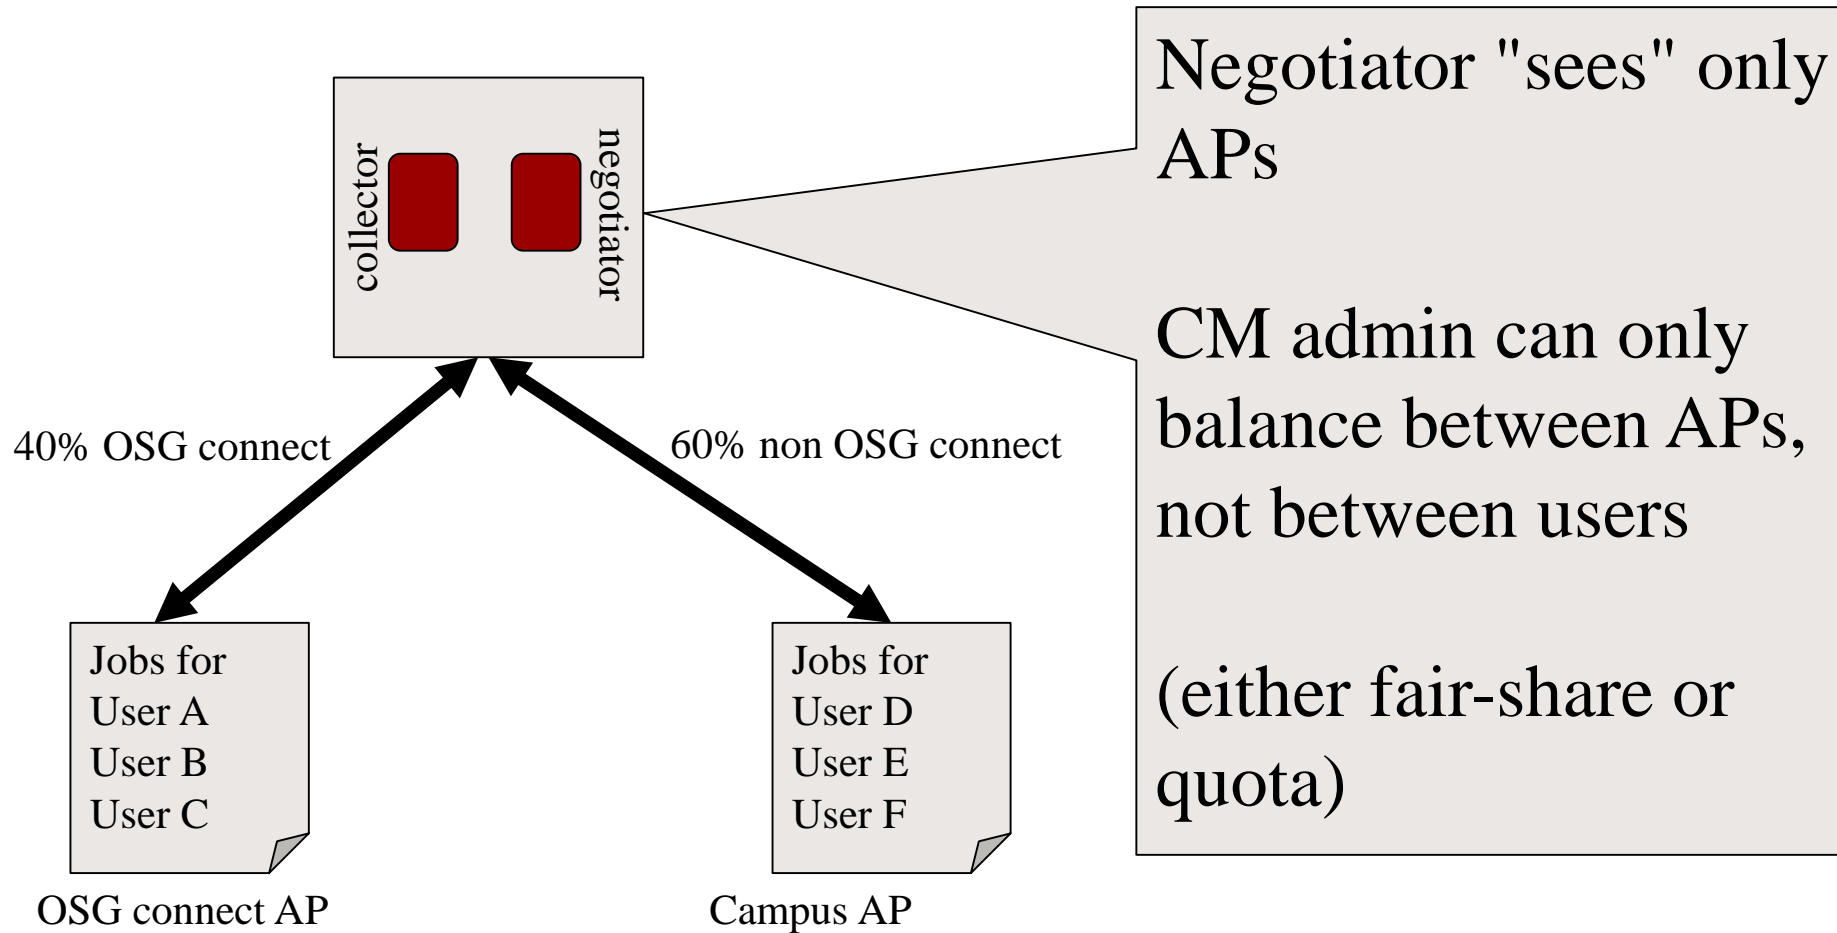 collector
negotiator
Negotiator "sees" only
APs
CM admin can only
balance between APs,
not between users
(either fair-share or
quota)
40% OSG connect
60% non OSG connect
Jobs for
User A
User B
User C
OSG connect AP
Jobs for
User D
User E
User F
Campus AP